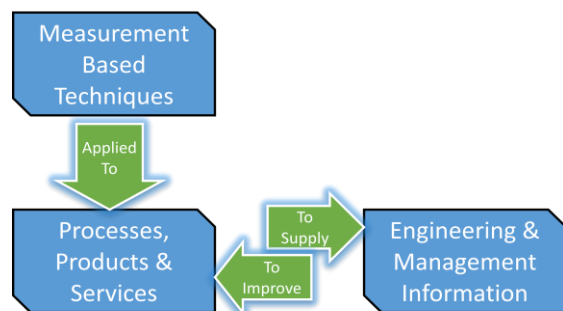 Measurement
Based
Techniques
Applied
To
Processes,
Products &
Services
To
Supply
To
Improve
Engineering &
Management
Information